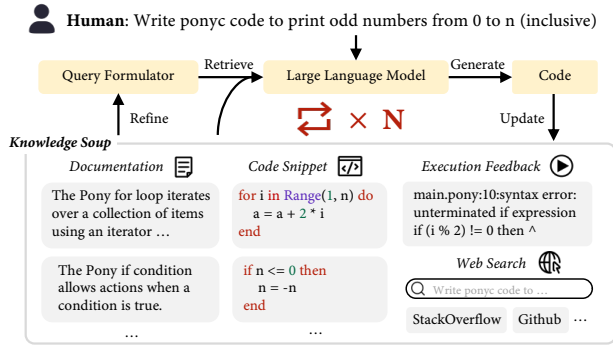 Human: Write ponyc code to print odd numbers from 0 to n (inclusive)
Query Formulator
Retrieve
Large Language Model
Generate
Code
Refine
× N
Update
Knowledge Soup
Documentation
Code Snippet
Execution Feedback
The Pony for loop iterates
over a collection of items
using an iterator …
for i in Range(1, n) do
a = a + 2 * i
end
main.pony:10:syntax error:
unterminated if expression
if (i % 2) != 0 then ^
The Pony if condition
allows actions when a
condition is true.
…
if n <= 0 then
n = -n
end
…
Web Search
Write ponyc code to …
StackOverflow
Github
…